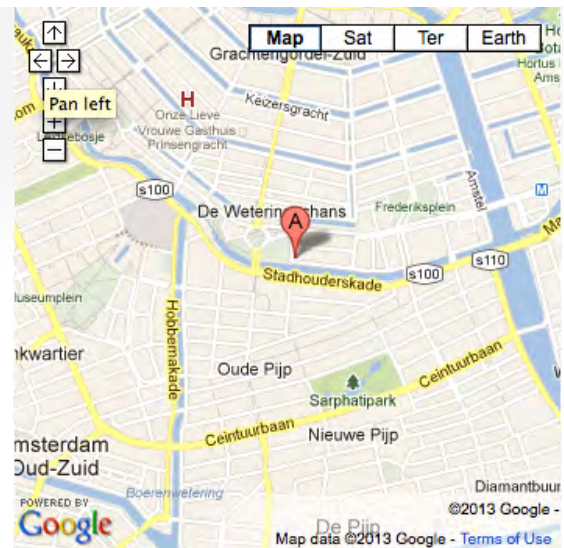 Map Sat Ter Earth
Grachtengordel-Zuid
Hortus
Ams
Pan left
H
Onze Lieve
Vrouwe Gasthuis
Prinsengracht
Keizersgracht
s100
De Weteringschans
Frederiksplein
Amstel
M
A
Stadhouderskade
s100
s110
Museumplein
Hobbemakade
nkwartier
Oude Pijp
Ceintuurbaan
Sarphatipark
Ceintuurbaan
Nieuwe Pijp
msterdam
Oud-Zuid
Boerenwetering
Diamantbuur
POWERED BY
Google
©2013 Google -
De Pijp
Map data ©2013 Google - Terms of Use